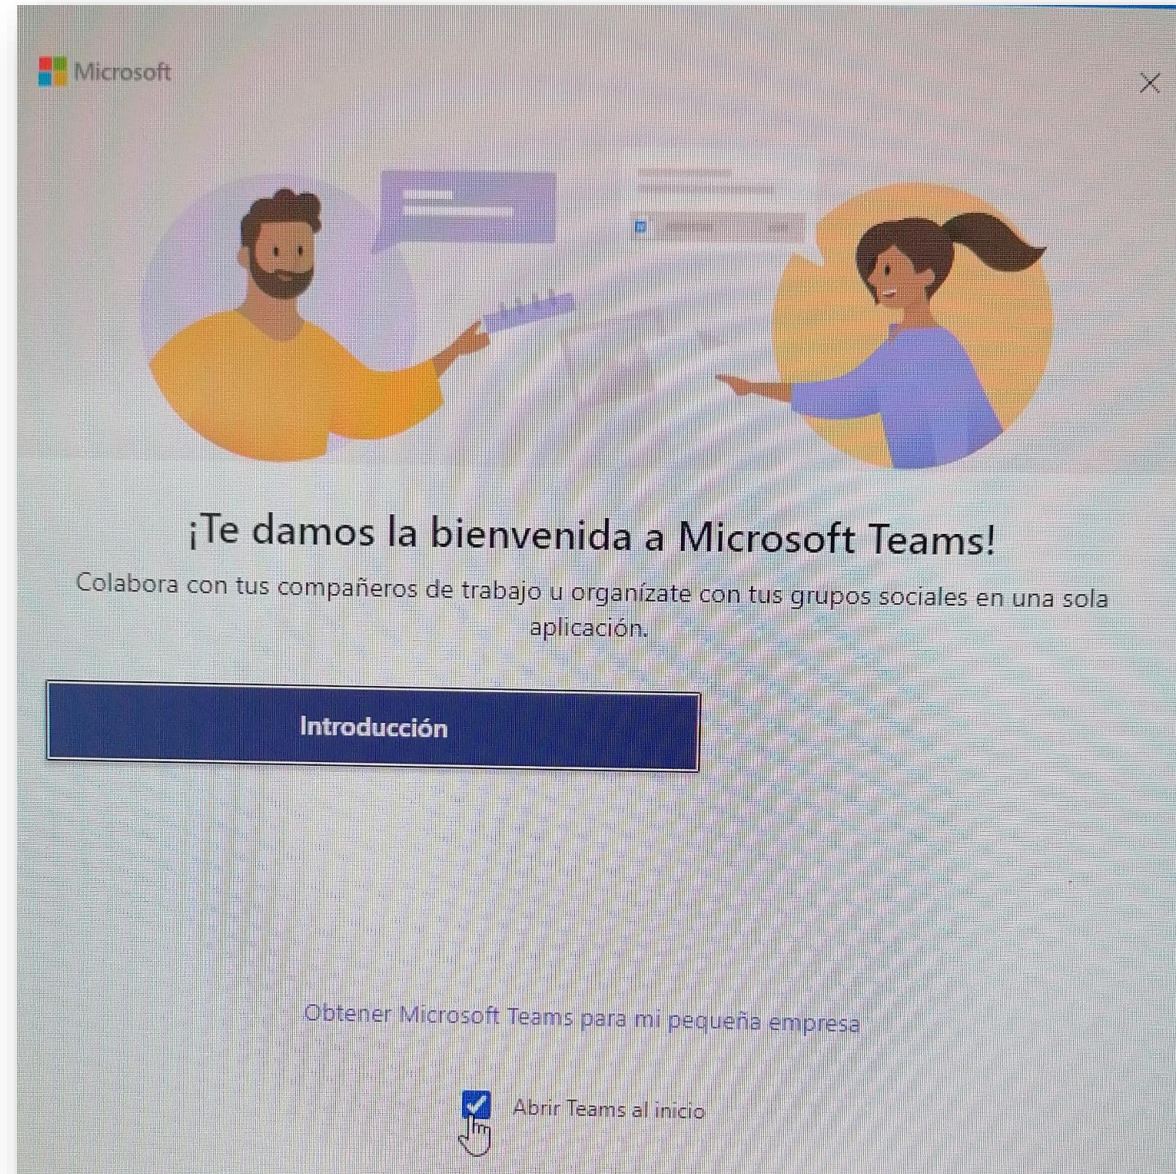 Microsoft
¡Te damos la bienvenida a Microsoft Teams!
Colabora con tus compañeros de trabajo u organízate con tus grupos sociales en una sola
aplicación.
Introducción
Obtener Microsoft Teams para mi pequeña empresa
Abrir Teams al inicio